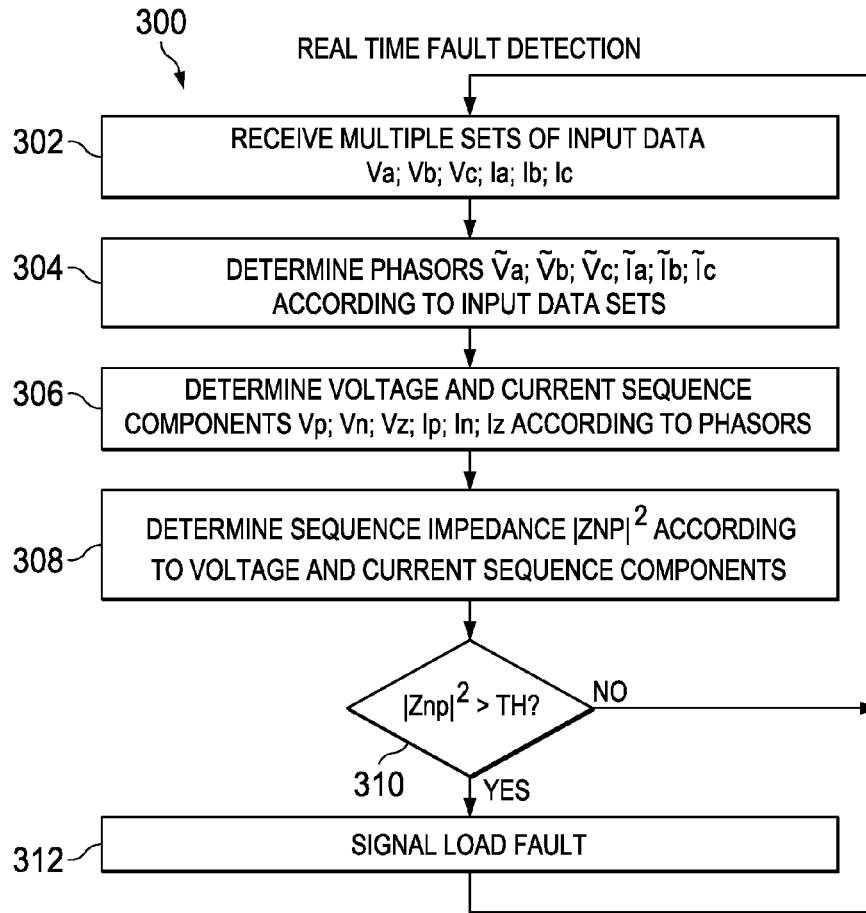 300
REAL TIME FAULT DETECTION
302
RECEIVE MULTIPLE SETS OF INPUT DATA
Va; Vb; Vc; Ia; Ib; Ic
304
DETERMINE PHASORS Ṽa; Ṽb; Ṽc; Ĩa; Ĩb; Ĩc
ACCORDING TO INPUT DATA SETS
306
DETERMINE VOLTAGE AND CURRENT SEQUENCE
COMPONENTS Vp; Vn; Vz; Ip; In; Iz ACCORDING TO PHASORS
308
DETERMINE SEQUENCE IMPEDANCE |ZNP|² ACCORDING
TO VOLTAGE AND CURRENT SEQUENCE COMPONENTS
|Znp|² > TH?
NO
310
YES
312
SIGNAL LOAD FAULT